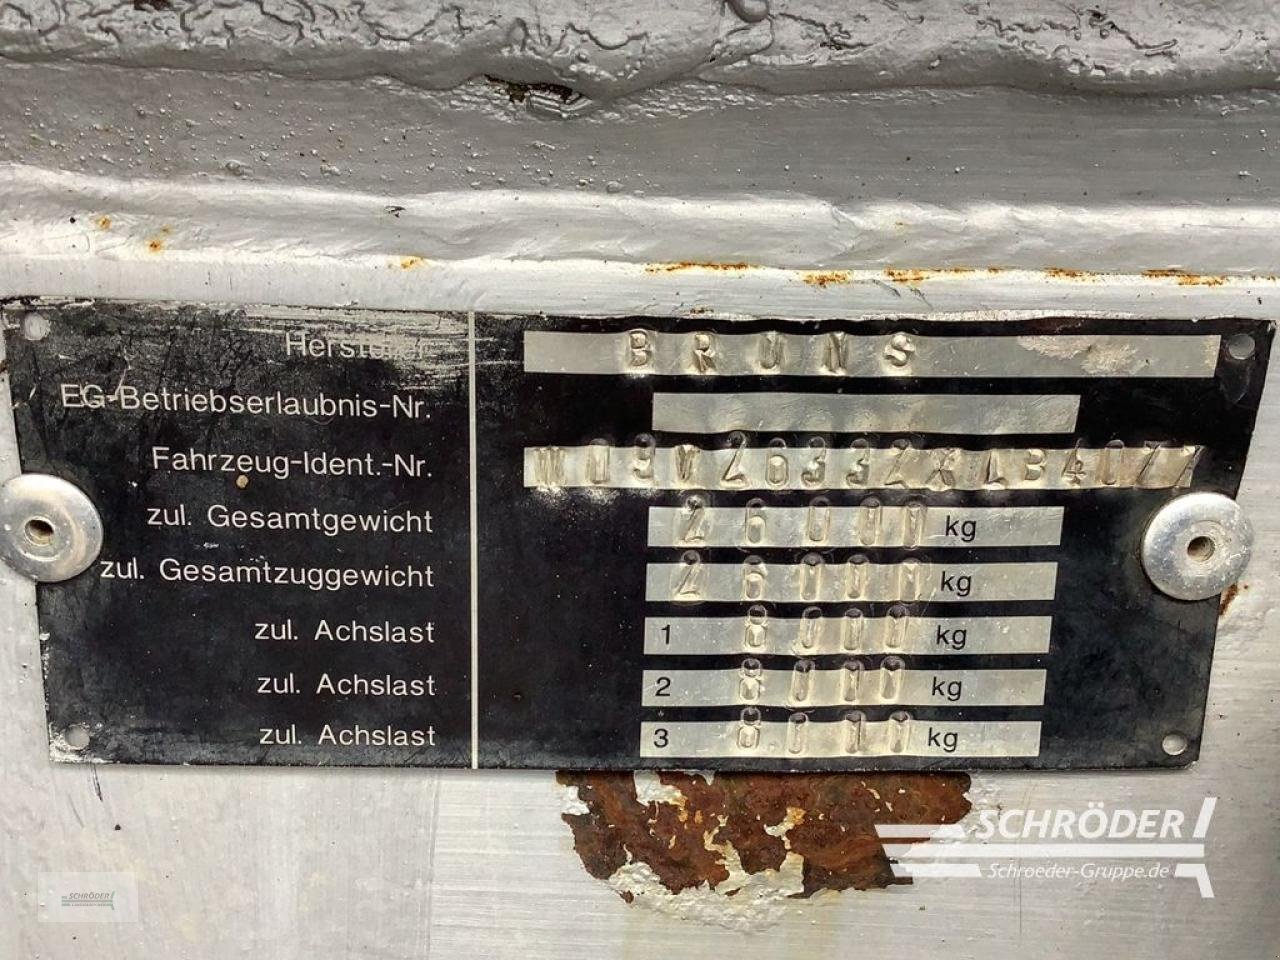 Hersteller BRUNS
EG-Betriebserlaubnis-Nr.
Fahrzeug-Ident.-Nr.
zul. Gesamtgewicht 26000 kg
zul. Gesamtzuggewicht 26000 kg
zul. Achslast 1 8000 kg
zul. Achslast 2 8000 kg
zul. Achslast 3 8000 kg
SCHRÖDER
Schroeder-Gruppe.de
SCHRÖDER